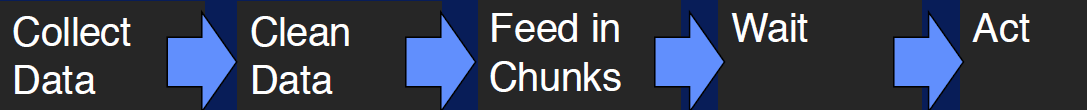 Collect
Data
Clean
Data
Feed in
Chunks
Wait
Act